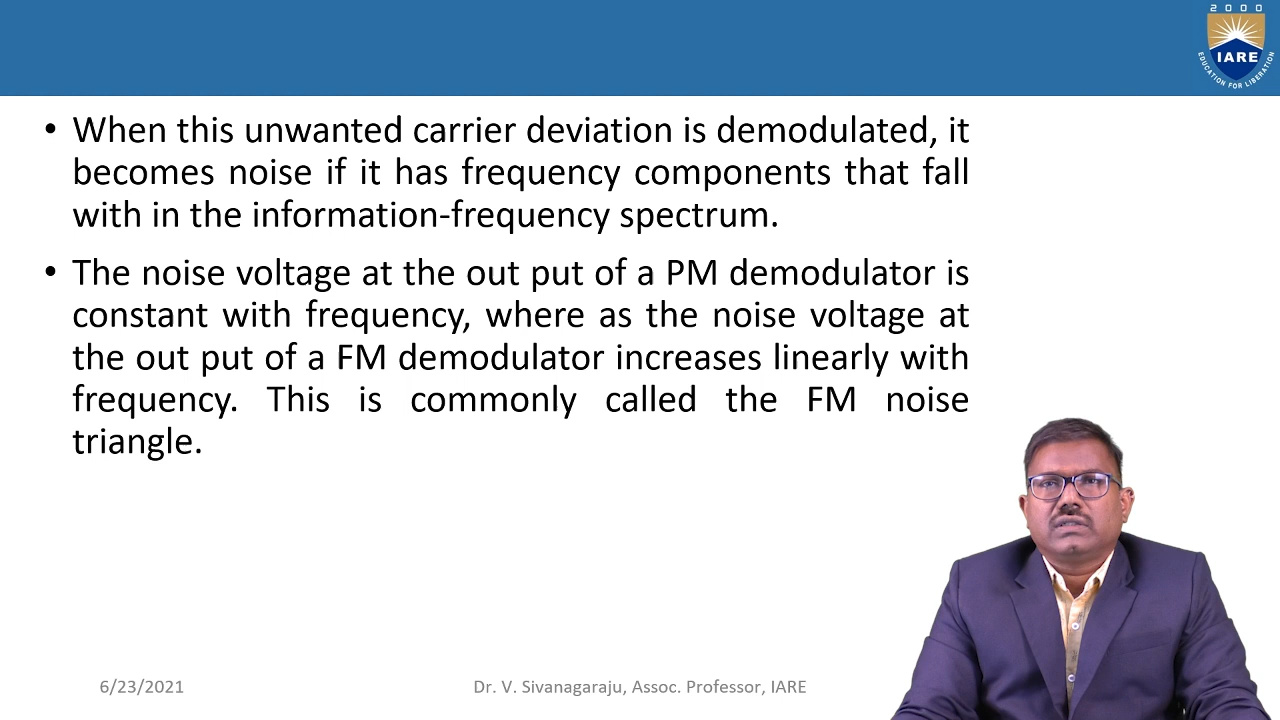 2000
IARE
EDUCATION FOR LIBERATION
• When this unwanted carrier deviation is demodulated, it
becomes noise if it has frequency components that fall
with in the information-frequency spectrum.
• The noise voltage at the out put of a PM demodulator is
constant with frequency, where as the noise voltage at
the out put of a FM demodulator increases linearly with
frequency. This is commonly called the FM noise
triangle.
6/23/2021
Dr. V. Sivanagaraju, Assoc. Professor, IARE